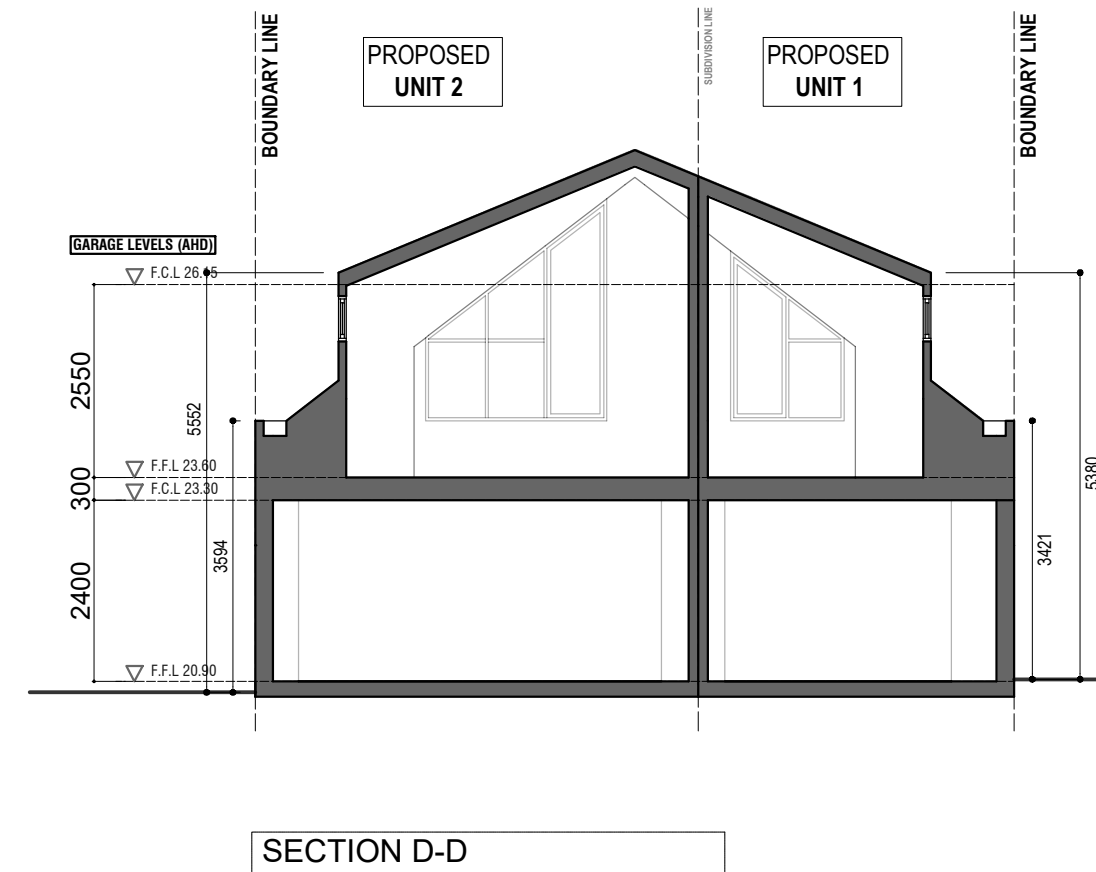 BOUNDARY LINE
PROPOSED
UNIT 2
SUBDIVISION LINE
PROPOSED
UNIT 1
BOUNDARY LINE
GARAGE LEVELS (AHD)
F.C.L 26.15
2550
5552
F.F.L 23.60
300
F.C.L 23.30
5380
3594
3421
2400
F.F.L 20.90
SECTION D-D